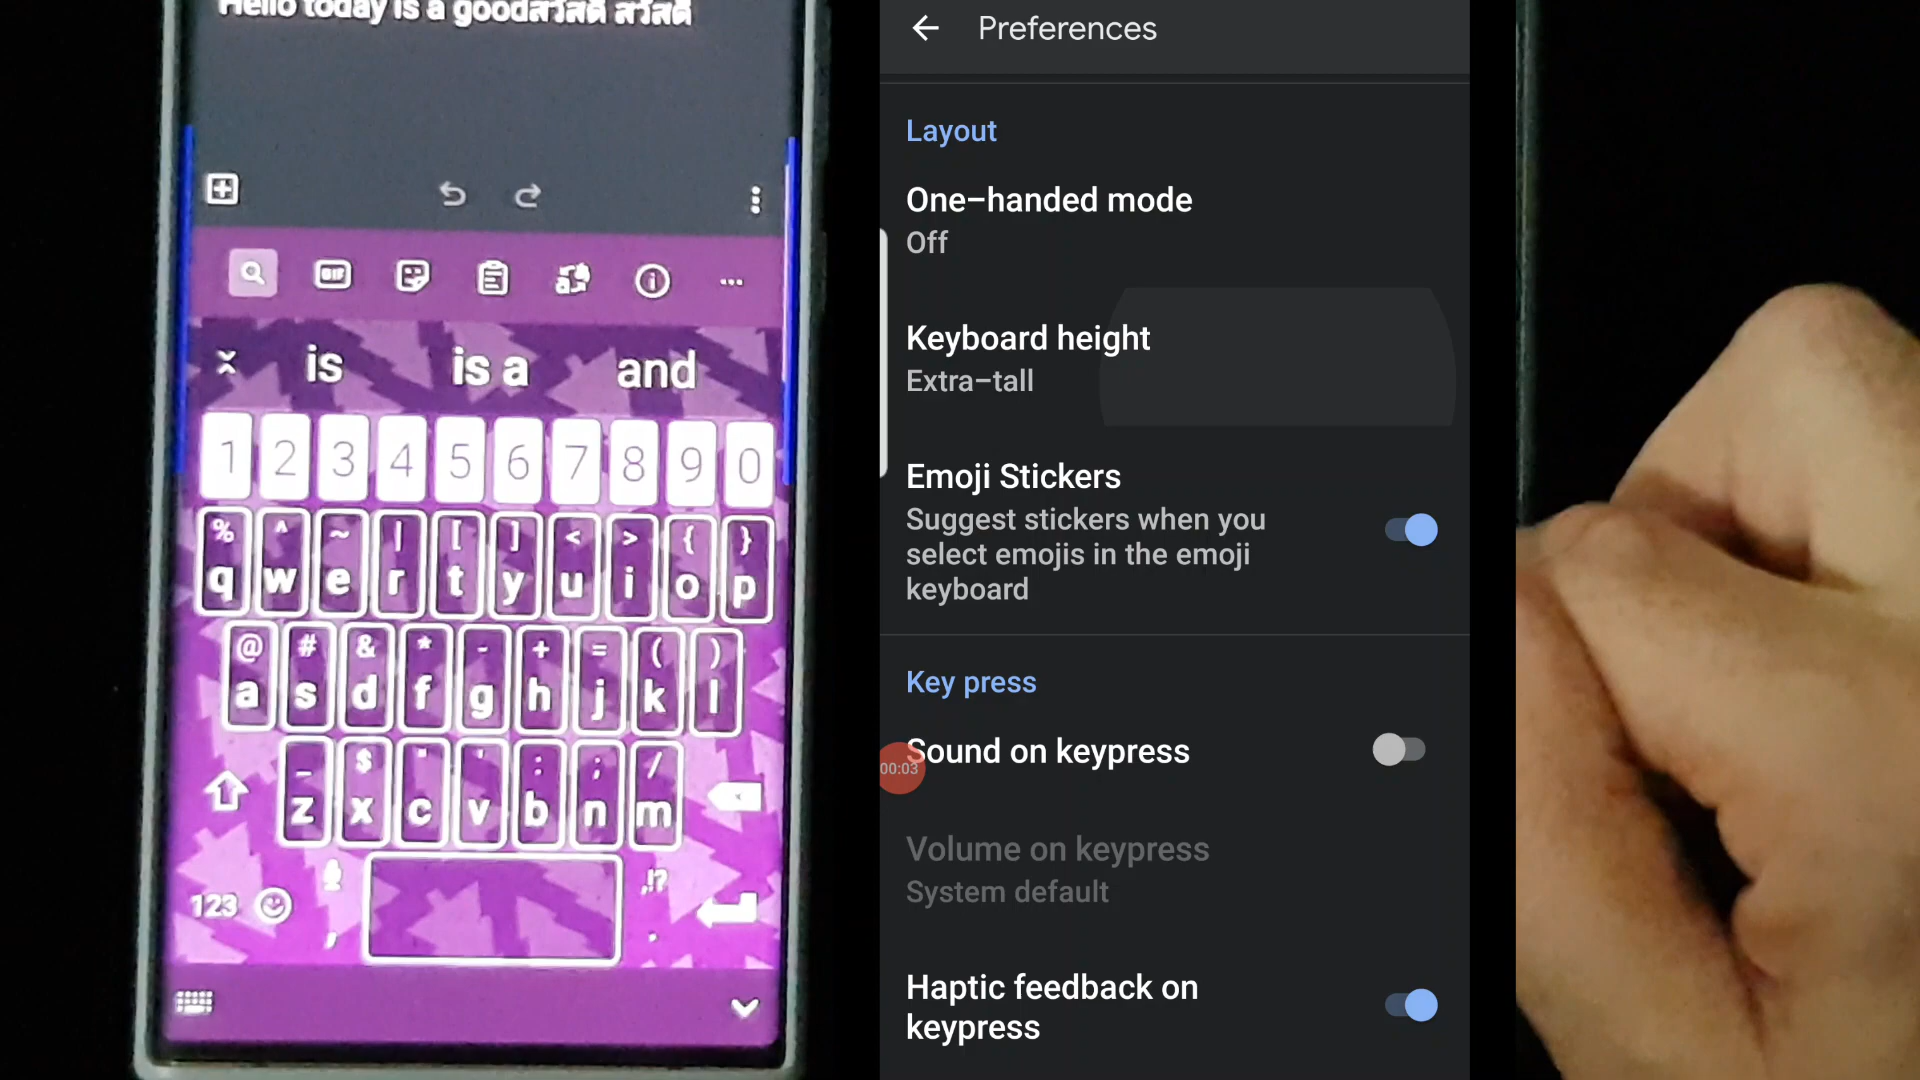 Hello today is a goodสวัสดี สวัสดี
GIF
is is a and
1 2 3 4 5 6 7 8 9 0
% ^ ~ | [ ] < > { }
q w e r t y u i o p
@ # & * - + = ( )
a s d f g h j k l
_ $ " ' : ; /
z x c v b n m
,!?
123 , .
Preferences
Layout
One-handed mode
Off
Keyboard height
Extra-tall
Emoji Stickers
Suggest stickers when you
select emojis in the emoji
keyboard
Key press
Sound on keypress
00:03
Volume on keypress
System default
Haptic feedback on
keypress